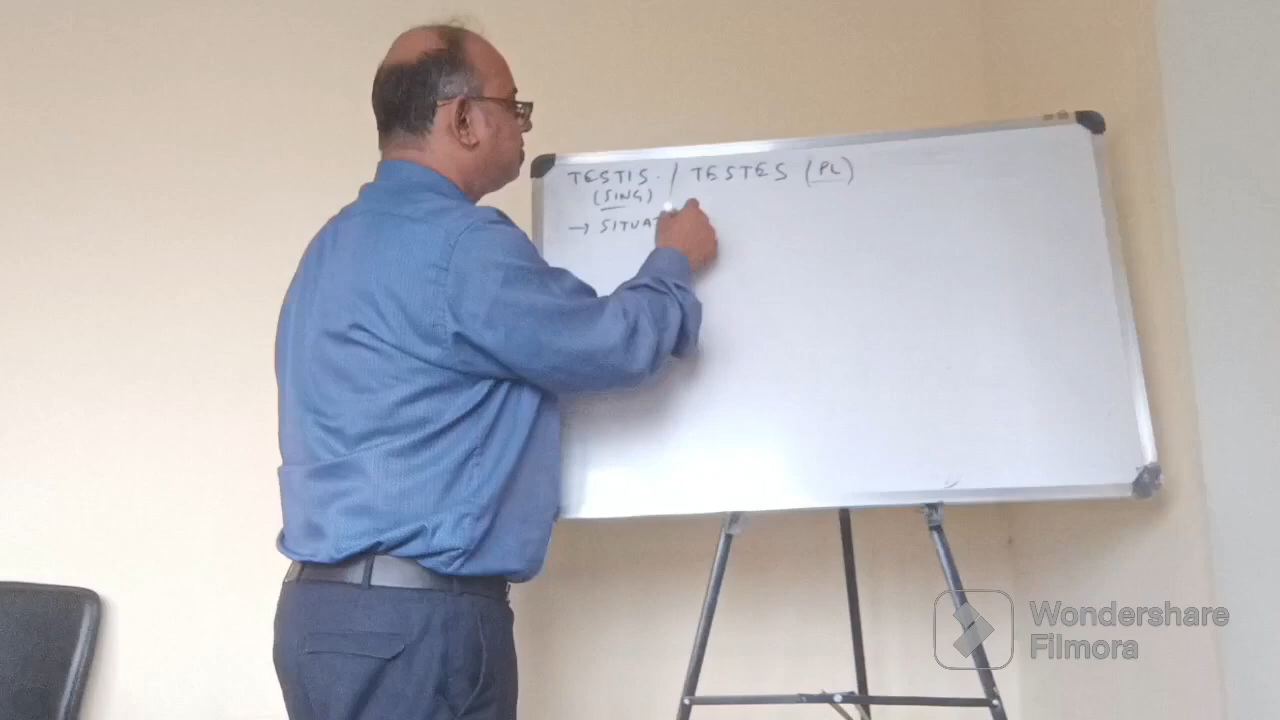 TESTIS. / TESTES (PL)
(SING)
→ SITUAT
Wondershare
Filmora